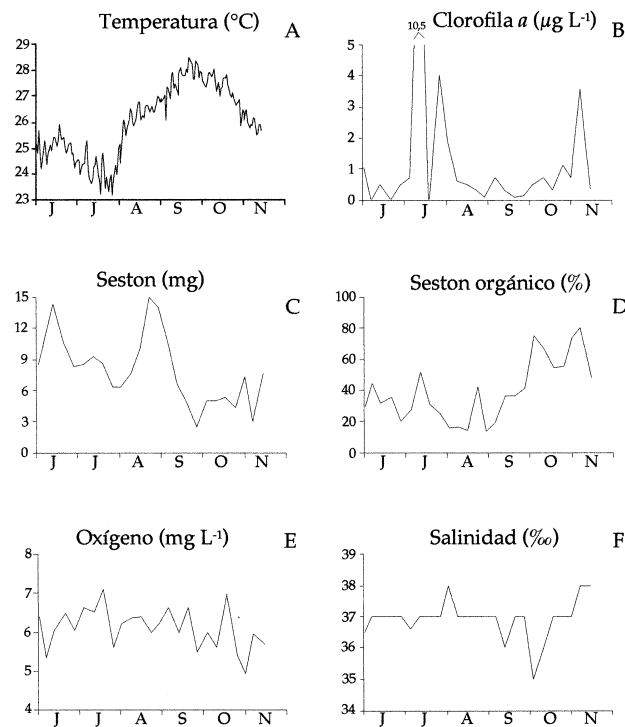 Temperatura (°C)
A
29
28
27
26
25
24
23
J J A S O N
Clorofila a (µg L-1)
B
10,5
5
4
3
2
1
0
J J A S O N
Seston (mg)
C
15
12
9
6
3
0
J J A S O N
Seston orgánico (%)
D
100
80
60
40
20
0
J J A S O N
Oxígeno (mg L-1)
E
8
7
6
5
4
J J A S O N
Salinidad (‰)
F
39
38
37
36
35
34
J J A S O N